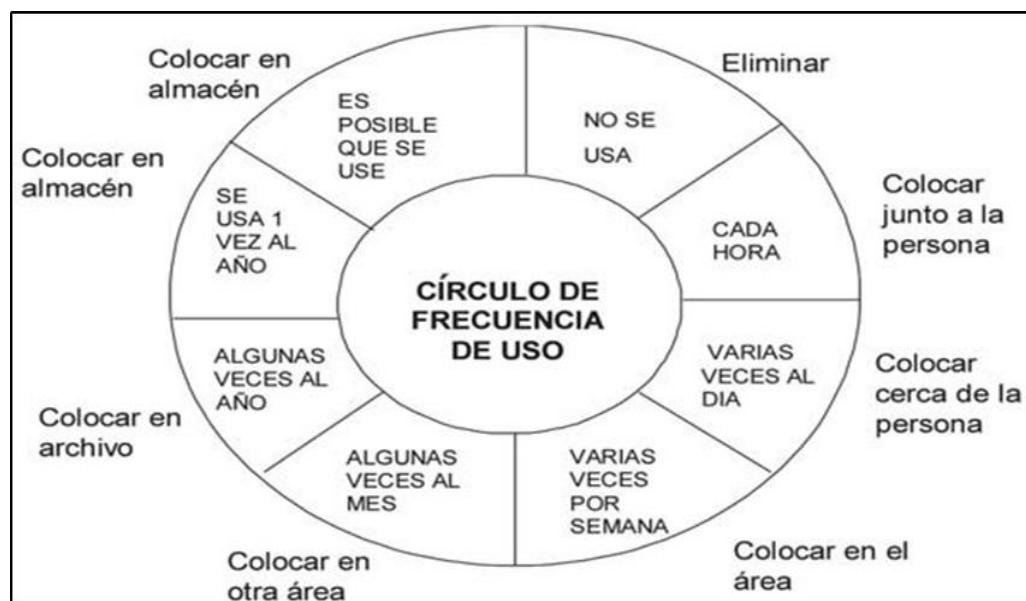 Colocar en
almacén
Eliminar
ES
POSIBLE
QUE SE
USE
NO SE
USA
Colocar en
almacén
SE
USA 1
VEZ AL
AÑO
Colocar
junto a la
persona
CADA
HORA
CÍRCULO DE
FRECUENCIA
DE USO
ALGUNAS
VECES AL
AÑO
VARIAS
VECES AL
DIA
Colocar
cerca de la
persona
Colocar en
archivo
ALGUNAS
VECES AL
MES
VARIAS
VECES
POR
SEMANA
Colocar en
otra área
Colocar en el
área